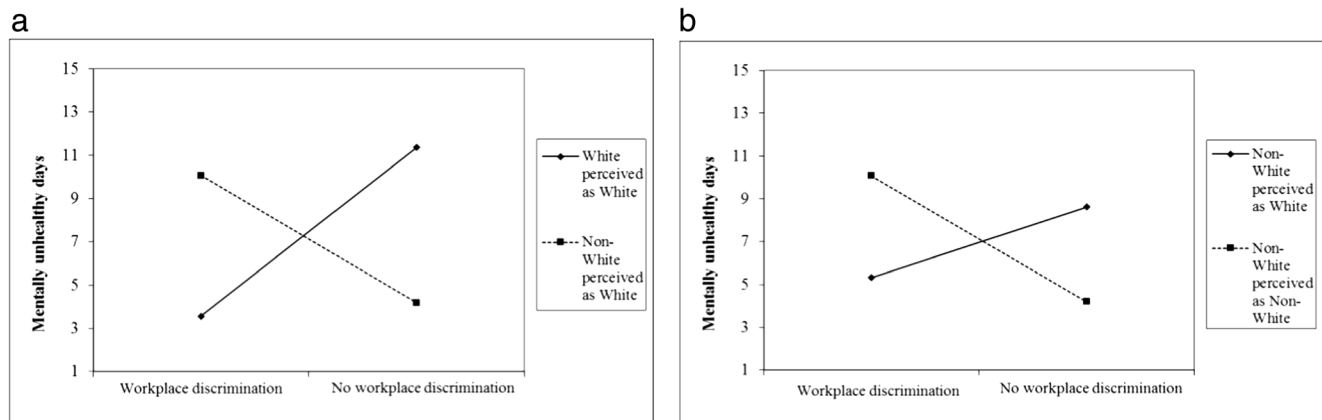 a
15
13
11
9
7
5
3
1
Mentally unhealthy days
Workplace discrimination
No workplace discrimination
White
perceived
as White
Non-
White
perceived
as White
b
15
13
11
9
7
5
3
1
Mentally unhealthy days
Workplace discrimination
No workplace discrimination
Non-
White
perceived
as White
Non-
White
perceived
as Non-
White